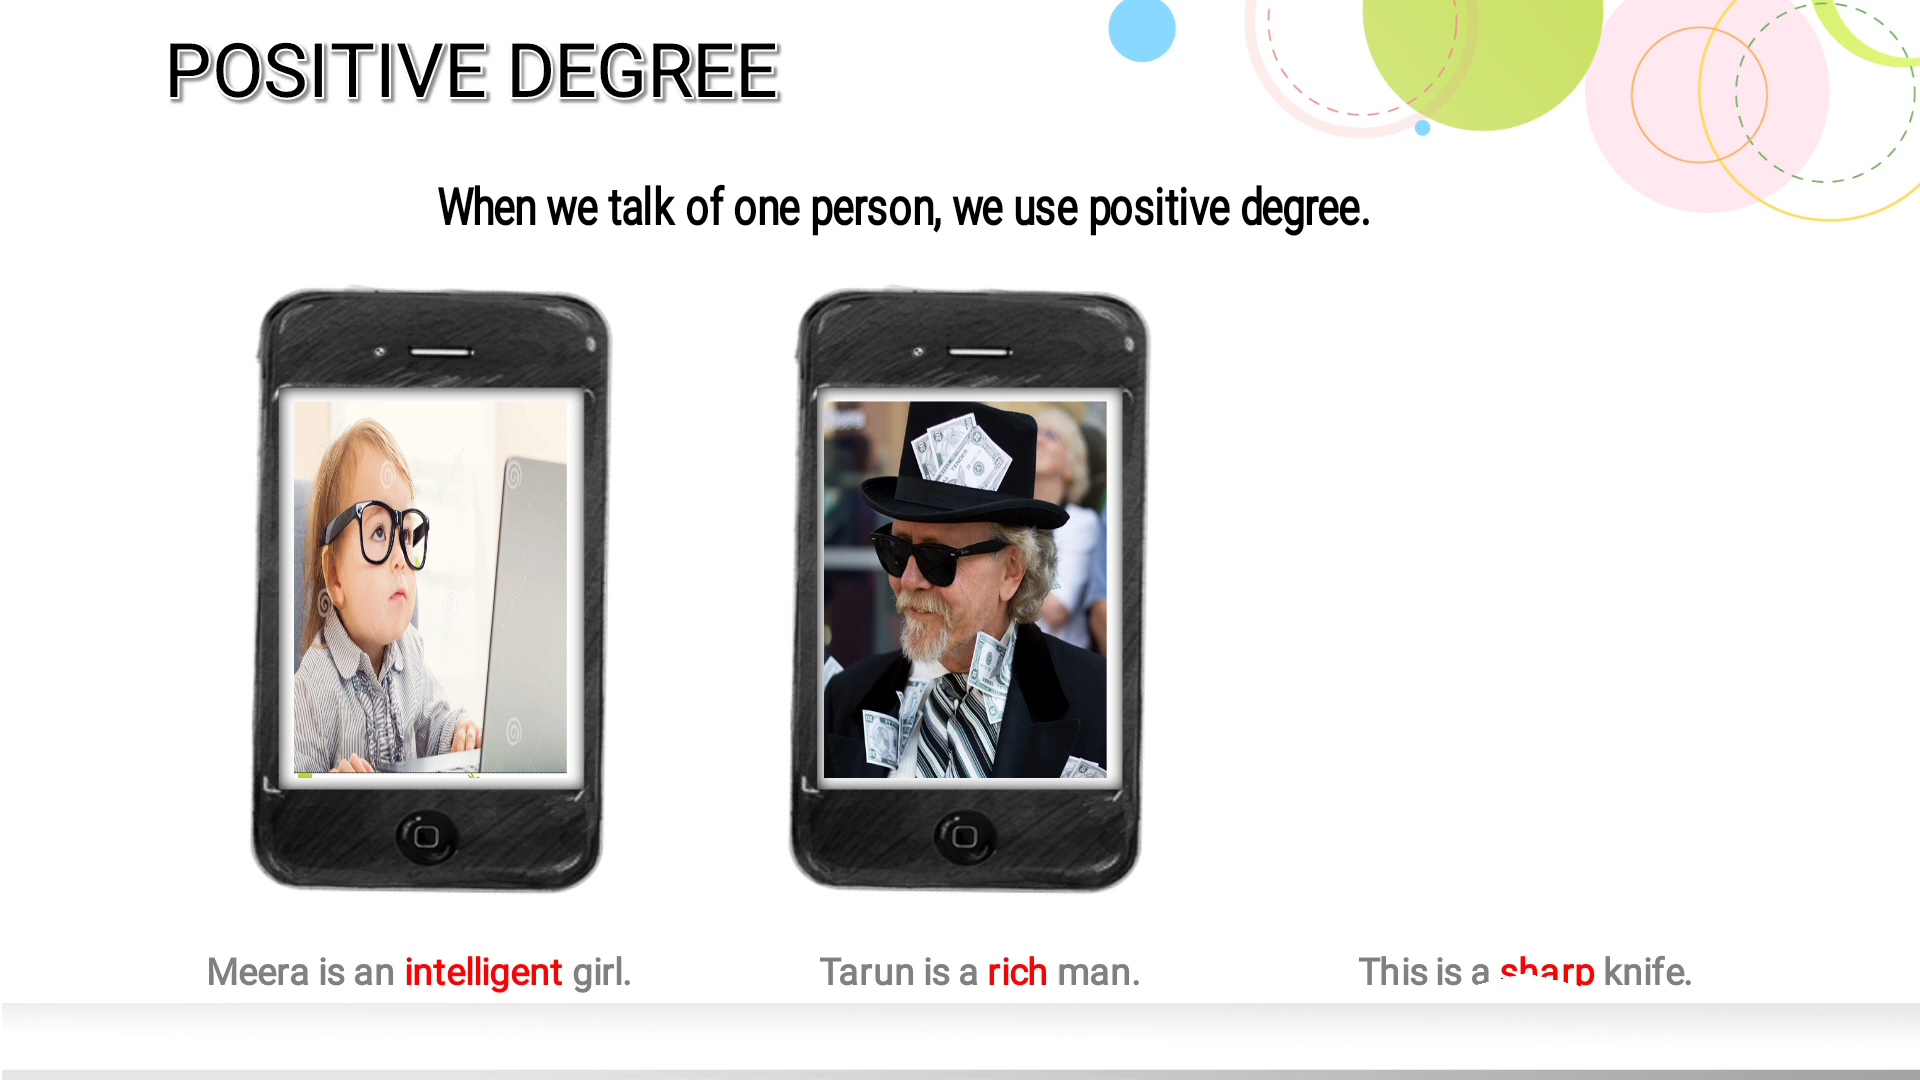 POSITIVE DEGREE
When we talk of one person, we use positive degree.
Meera is an intelligent girl.
Tarun is a rich man.
This is a sharp knife.